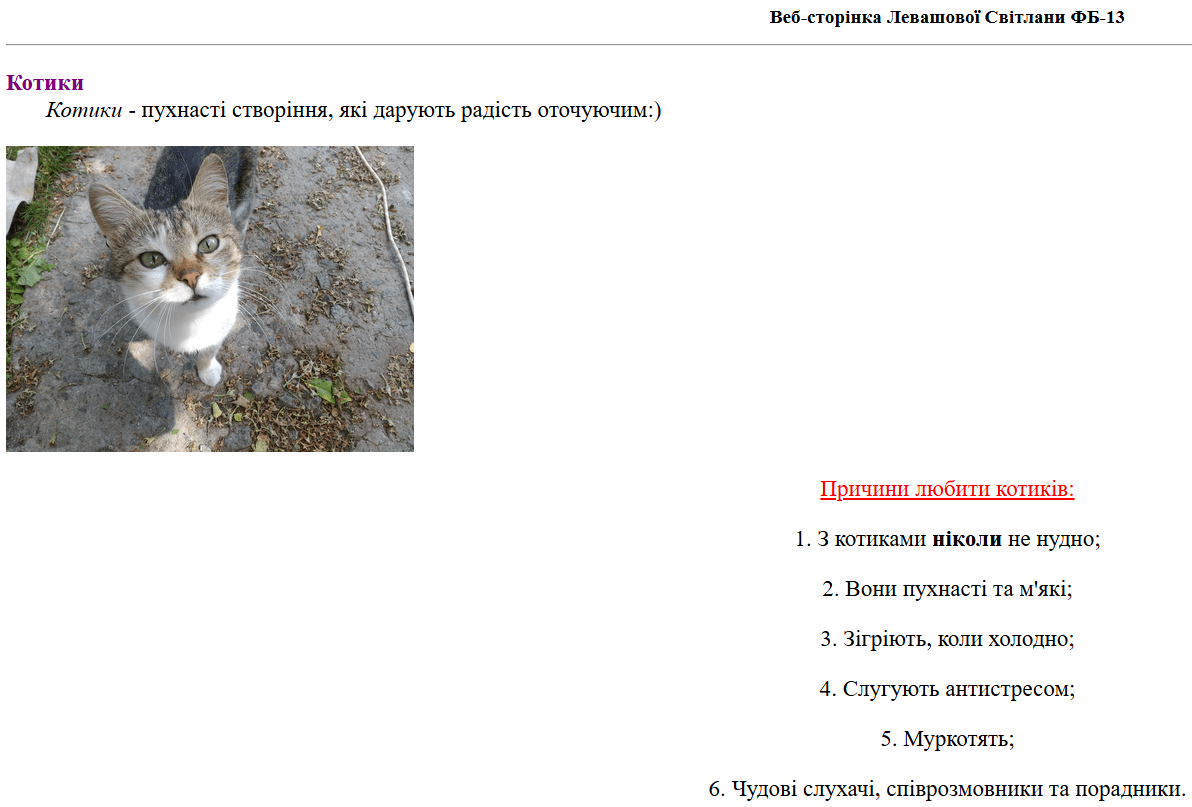 Веб-сторінка Левашової Світлани ФБ-13
Котики
Котики - пухнасті створіння, які дарують радість оточуючим:)
Причини любити котиків:
1. З котиками ніколи не нудно;
2. Вони пухнасті та м'які;
3. Зігріють, коли холодно;
4. Слугують антистресом;
5. Муркотять;
6. Чудові слухачі, співрозмовники та порадники.